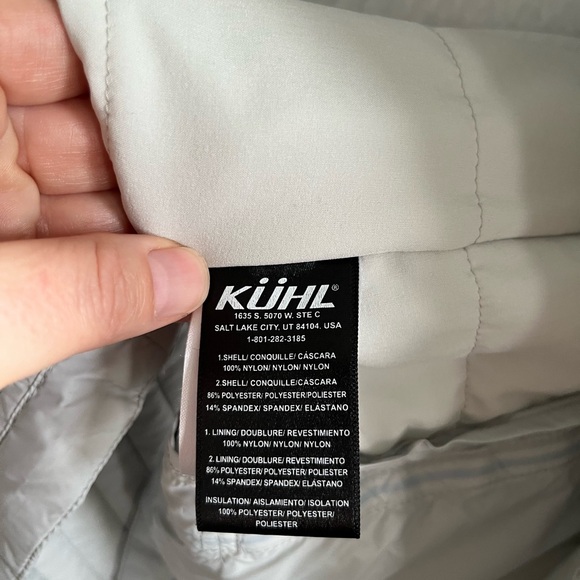 KÜHL®
1635 S. 5070 W. STE C
SALT LAKE CITY, UT 84104, USA
1-801-282-3185
1.SHELL/ CONQUILLE/ CÁSCARA
100% NYLON/ NYLON/ NYLON
2.SHELL/ CONQUILLE/CÁSCARA
86% POLYESTER/ POLYESTER/POLIESTER
14% SPANDEX/ SPANDEX/ ELÁSTANO
1. LINING/ DOUBLURE/ REVESTIMIENTO
100% NYLON/ NYLON/ NYLON
2. LINING/ DOUBLURE/ REVESTIMIENTO
86% POLYESTER/POLYESTER/POLIESTER
14% SPANDEX/ SPANDEX/ ELÁSTANO
INSULATION/ AISLAMIENTO/ ISOLATION
100% POLYESTER/ POLYESTER/
POLIESTER